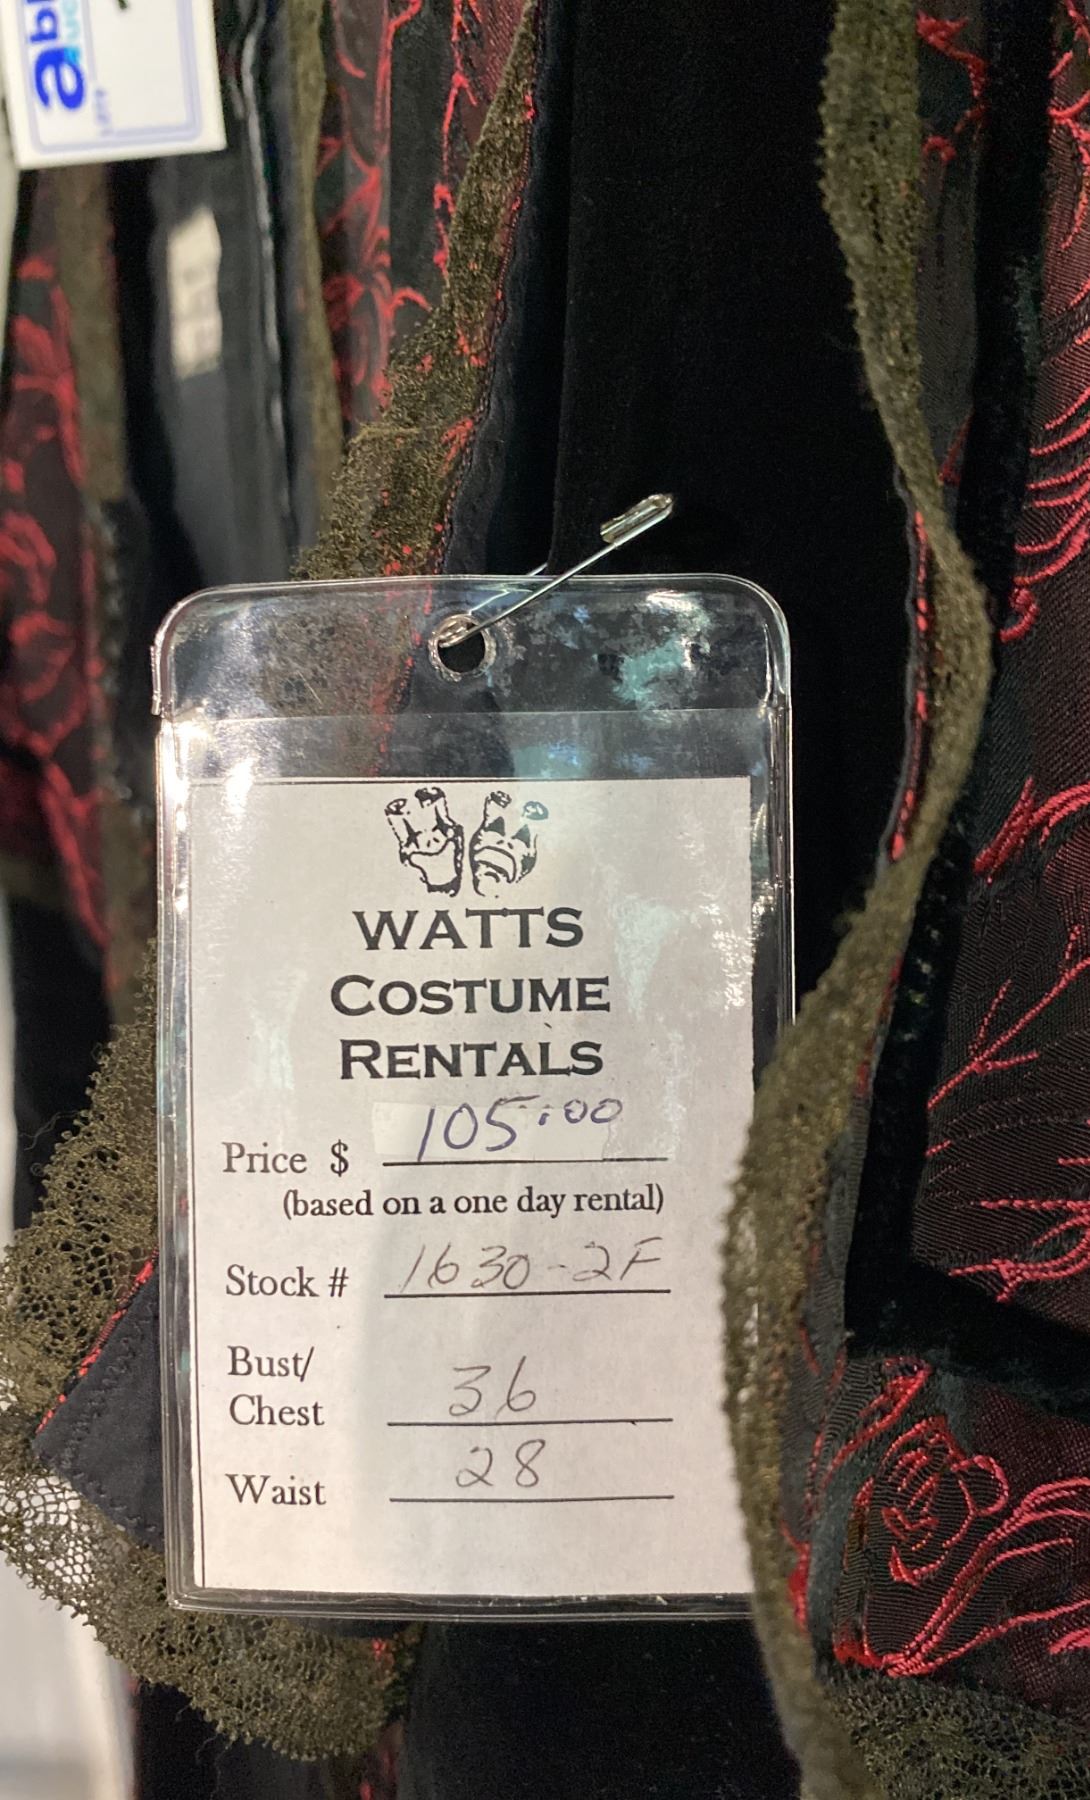 ab
WATTS
COSTUME
RENTALS
Price $ 105.00
(based on a one day rental)
Stock # 1630-2F
Bust/
Chest 36
Waist 28